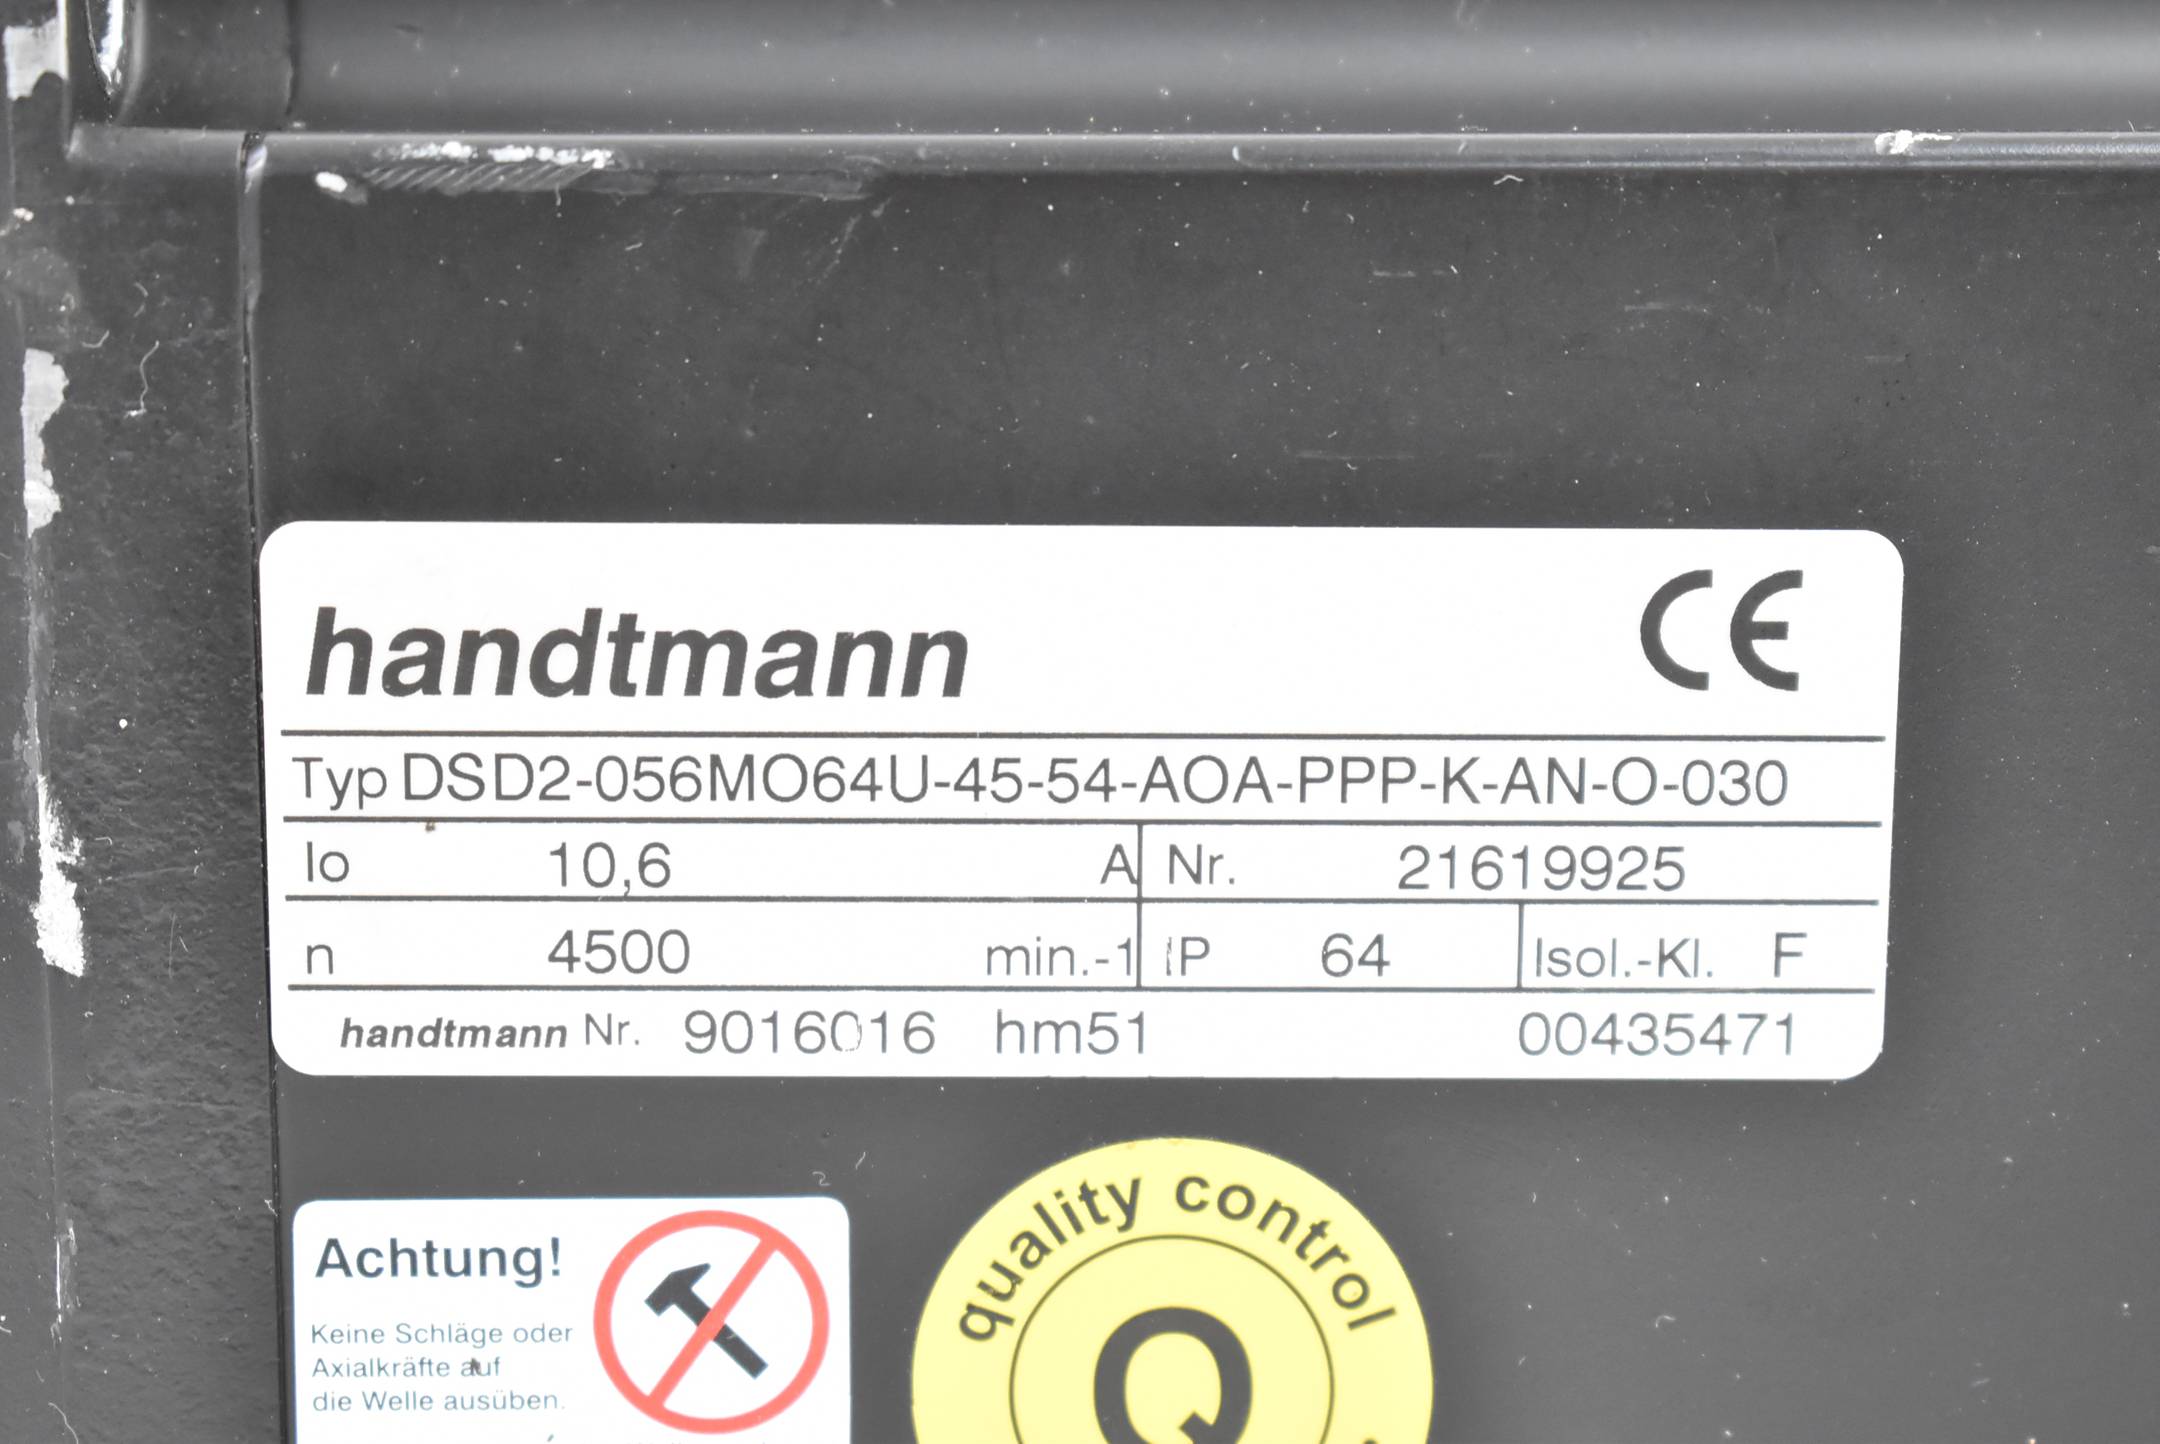 handtmann CE
Typ DSD2-056MO64U-45-54-AOA-PPP-K-AN-O-030
Io 10,6 A Nr. 21619925
n 4500 min.-1 IP 64 Isol.-Kl. F
handtmann Nr. 9016016 hm51 00435471
Achtung!
Keine Schläge oder
Axialkräfte auf
die Welle ausüben.
quality control
Q